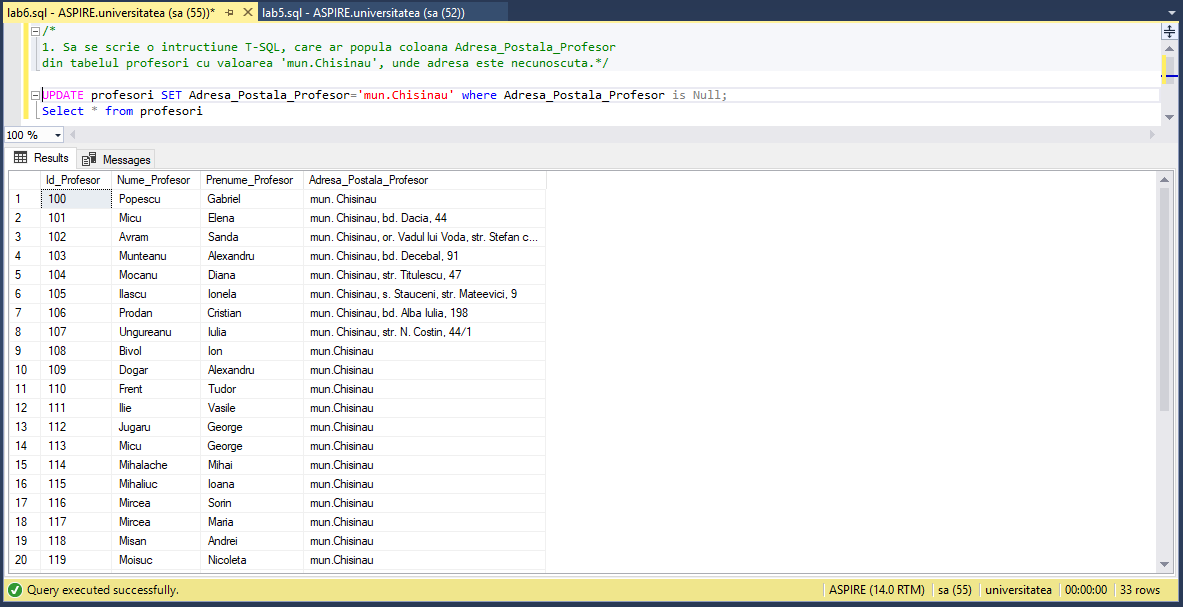 lab6.sql - ASPIRE.universitatea (sa (55))* lab5.sql - ASPIRE.universitatea (sa (52))
/*
1. Sa se scrie o intructiune T-SQL, care ar popula coloana Adresa_Postala_Profesor
din tabelul profesori cu valoarea 'mun.Chisinau', unde adresa este necunoscuta.*/
UPDATE profesori SET Adresa_Postala_Profesor='mun.Chisinau' where Adresa_Postala_Profesor is Null;
Select * from profesori
100 %
Results Messages
Id_Profesor Nume_Profesor Prenume_Profesor Adresa_Postala_Profesor
1 100 Popescu Gabriel mun. Chisinau
2 101 Micu Elena mun. Chisinau, bd. Dacia, 44
3 102 Avram Sanda mun. Chisinau, or. Vadul lui Voda, str. Stefan c...
4 103 Munteanu Alexandru mun. Chisinau, bd. Decebal, 91
5 104 Mocanu Diana mun. Chisinau, str. Titulescu, 47
6 105 Ilascu Ionela mun. Chisinau, s. Stauceni, str. Mateevici, 9
7 106 Prodan Cristian mun. Chisinau, bd. Alba Iulia, 198
8 107 Ungureanu Iulia mun. Chisinau, str. N. Costin, 44/1
9 108 Bivol Ion mun.Chisinau
10 109 Dogar Alexandru mun.Chisinau
11 110 Frent Tudor mun.Chisinau
12 111 Ilie Vasile mun.Chisinau
13 112 Jugaru George mun.Chisinau
14 113 Micu George mun.Chisinau
15 114 Mihalache Mihai mun.Chisinau
16 115 Mihaliuc Ioana mun.Chisinau
17 116 Mircea Sorin mun.Chisinau
18 117 Mircea Maria mun.Chisinau
19 118 Misan Andrei mun.Chisinau
20 119 Moisuc Nicoleta mun.Chisinau
Query executed successfully. ASPIRE (14.0 RTM) sa (55) universitatea 00:00:00 33 rows